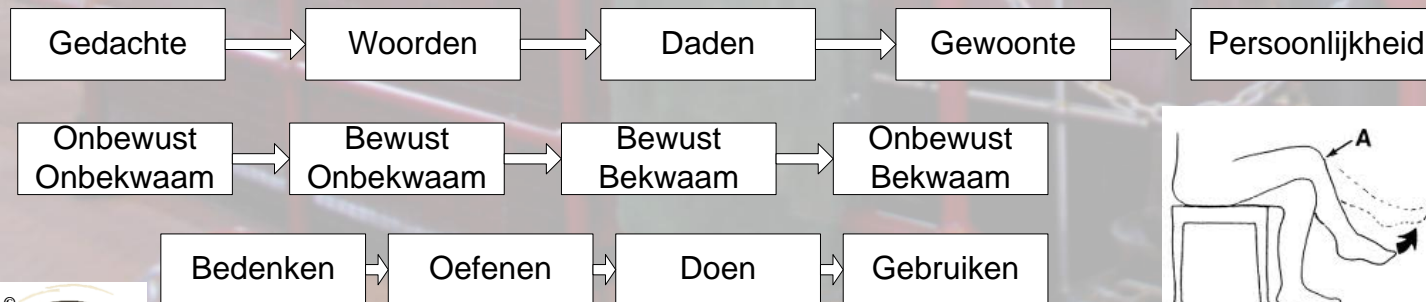 Gedachte Woorden Daden Gewoonte Persoonlijkheid
Onbewust Bewust Bewust Onbewust
Onbekwaam Onbekwaam Bekwaam Bekwaam
A
Bedenken Oefenen Doen Gebruiken
©